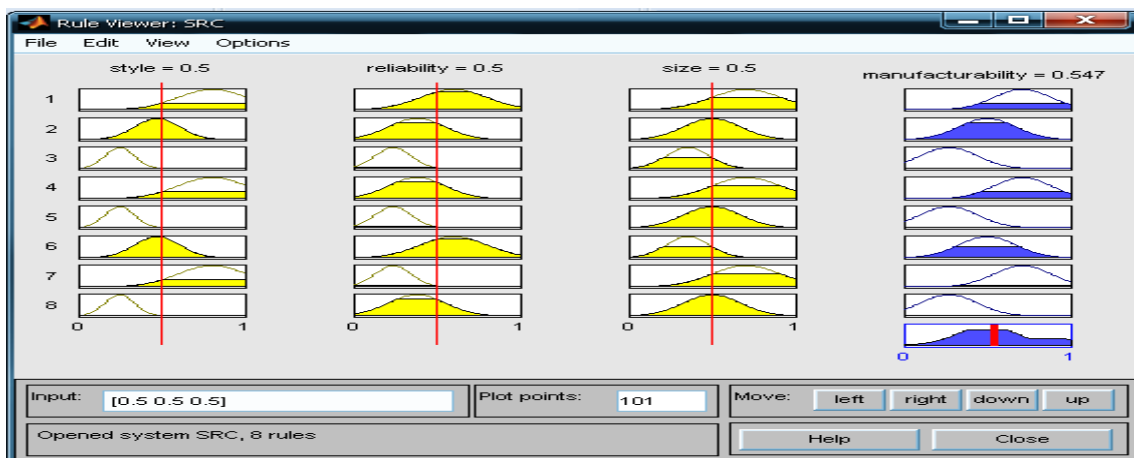 Rule Viewer: SRC
File Edit View Options
style = 0.5 reliability = 0.5 size = 0.5 manufacturability = 0.547
1
2
3
4
5
6
7
8
0 1 0 1 0 1
0 1
Input: [0.5 0.5 0.5] Plot points: 101 Move: left right down up
Opened system SRC, 8 rules Help Close